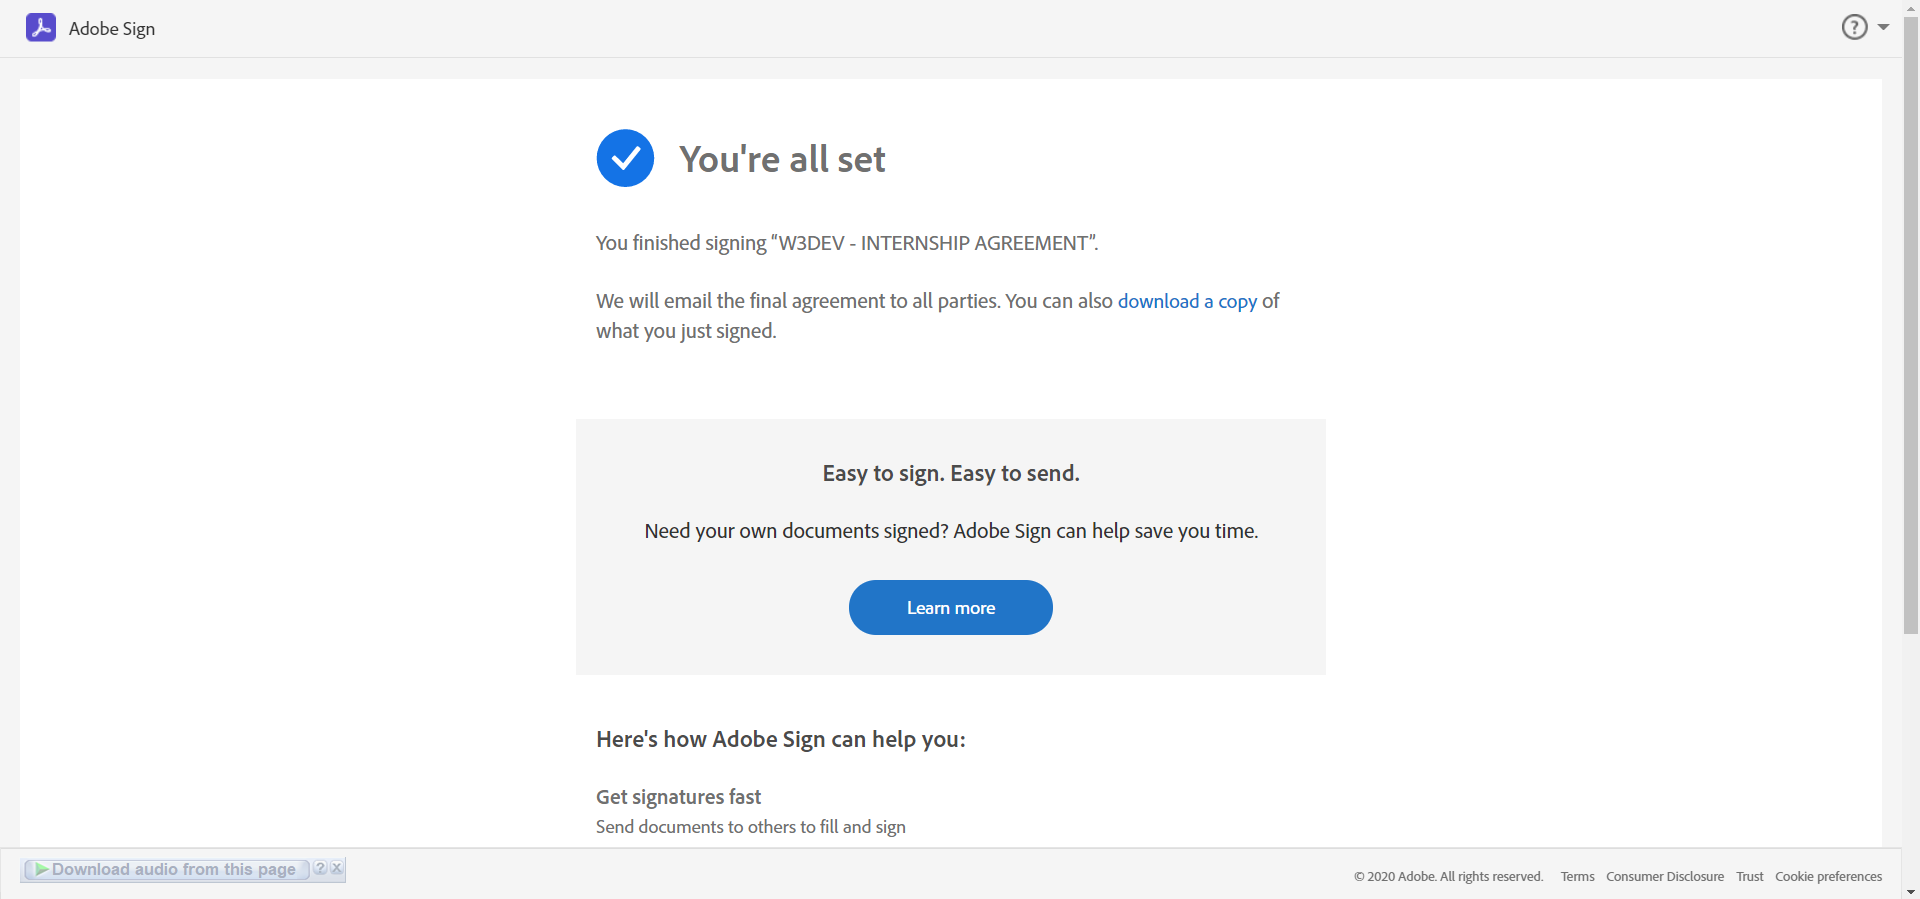 Adobe Sign
?
You're all set
You finished signing “W3DEV - INTERNSHIP AGREEMENT”.
We will email the final agreement to all parties. You can also download a copy of
what you just signed.
Easy to sign. Easy to send.
Need your own documents signed? Adobe Sign can help save you time.
Learn more
Here's how Adobe Sign can help you:
Get signatures fast
Send documents to others to fill and sign
Download audio from this page ? X
© 2020 Adobe. All rights reserved. Terms Consumer Disclosure Trust Cookie preferences